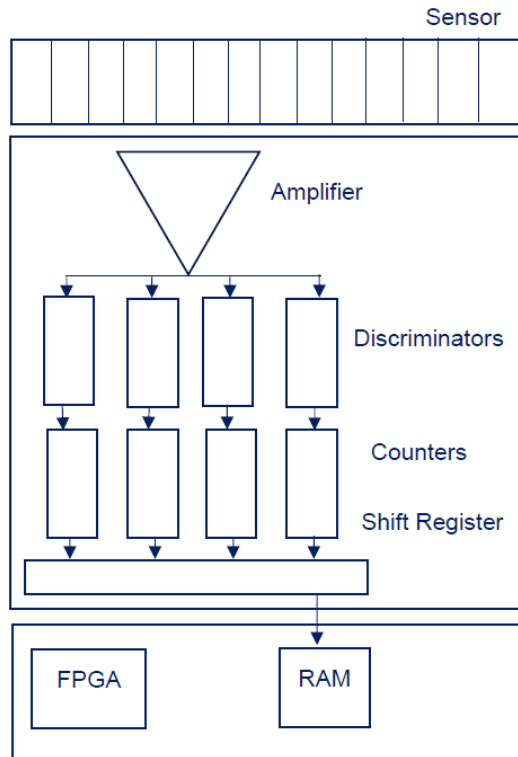 Sensor
Amplifier
Discriminators
Counters
Shift Register
FPGA
RAM